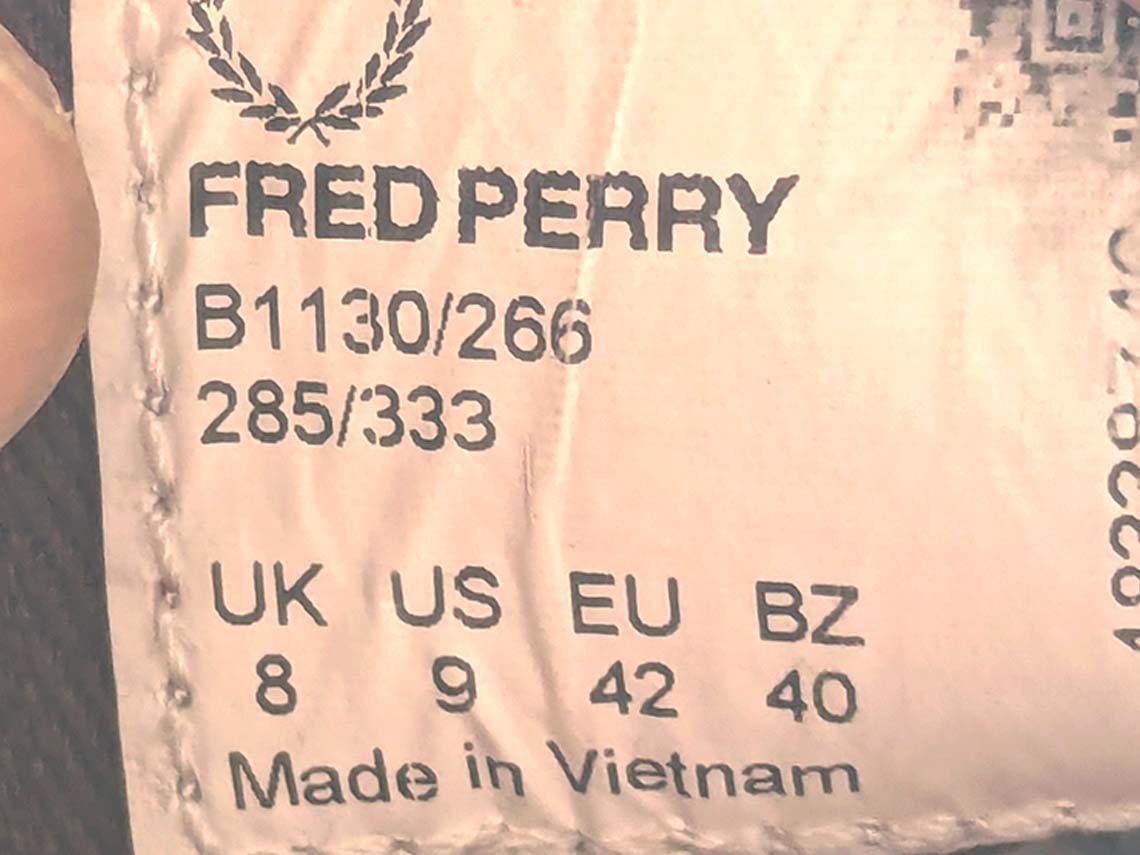 FRED PERRY
B1130/266
285/333
UK US EU BZ
8 9 42 40
Made in Vietnam